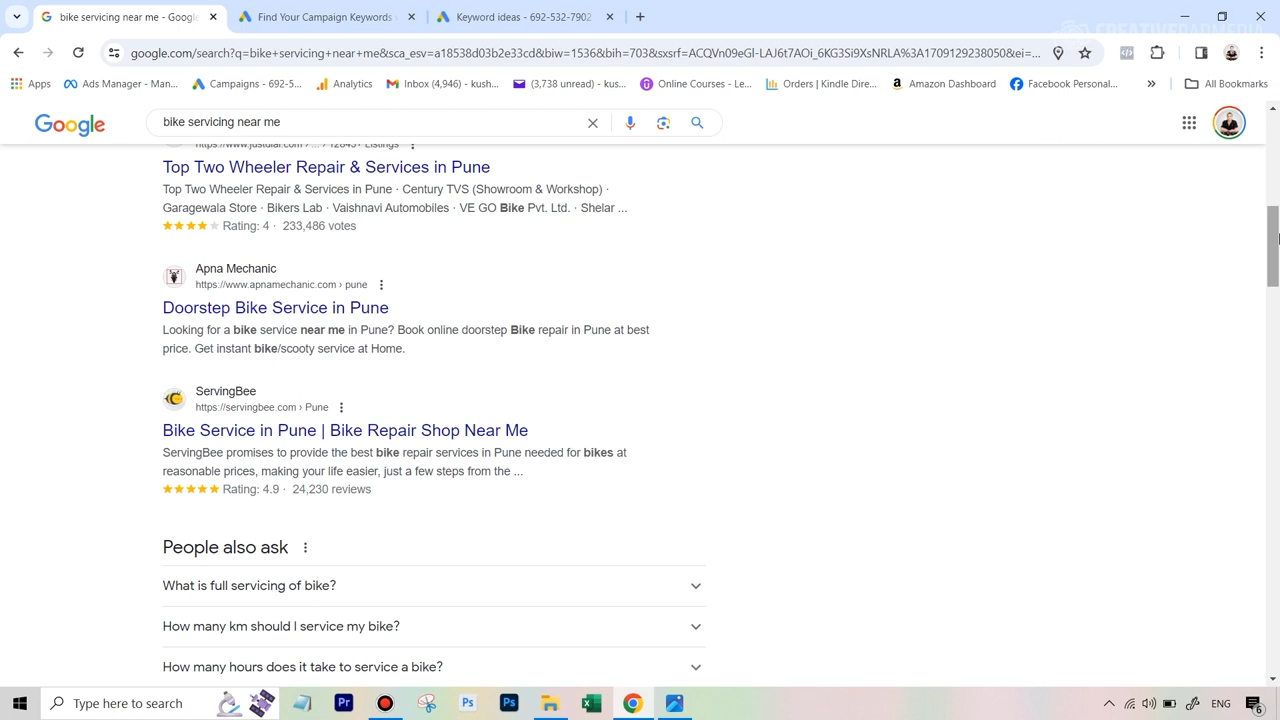 bike servicing near me - Google
Find Your Campaign Keywords
Keyword ideas - 692-532-7902
google.com/search?q=bike+servicing+near+me&sca_esv=a18538d03b2e33cd&biw=1536&bih=703&sxsrf=ACQVn09eGl-LAJ6t7AOi_6KG3Si9XsNRLA%3A1709129238050&ei=...
Apps
Ads Manager - Man...
Campaigns - 692-5...
Analytics
Inbox (4,946) - kush...
(3,738 unread) - kus...
Online Courses - Le...
Orders | Kindle Dire...
Amazon Dashboard
Facebook Personal...
»
All Bookmarks
Google
bike servicing near me
https://www.justdial.com › ... › 12843+ Listings
Top Two Wheeler Repair & Services in Pune
Top Two Wheeler Repair & Services in Pune · Century TVS (Showroom & Workshop) ·
Garagewala Store · Bikers Lab · Vaishnavi Automobiles · VE GO Bike Pvt. Ltd. · Shelar ...
Rating: 4 · 233,486 votes
Apna Mechanic
https://www.apnamechanic.com › pune
Doorstep Bike Service in Pune
Looking for a bike service near me in Pune? Book online doorstep Bike repair in Pune at best
price. Get instant bike/scooty service at Home.
ServingBee
https://servingbee.com › Pune
Bike Service in Pune | Bike Repair Shop Near Me
ServingBee promises to provide the best bike repair services in Pune needed for bikes at
reasonable prices, making your life easier, just a few steps from the ...
Rating: 4.9 · 24,230 reviews
People also ask
What is full servicing of bike?
How many km should I service my bike?
How many hours does it take to service a bike?
Type here to search
Pr
Ps
Ps
ENG
6